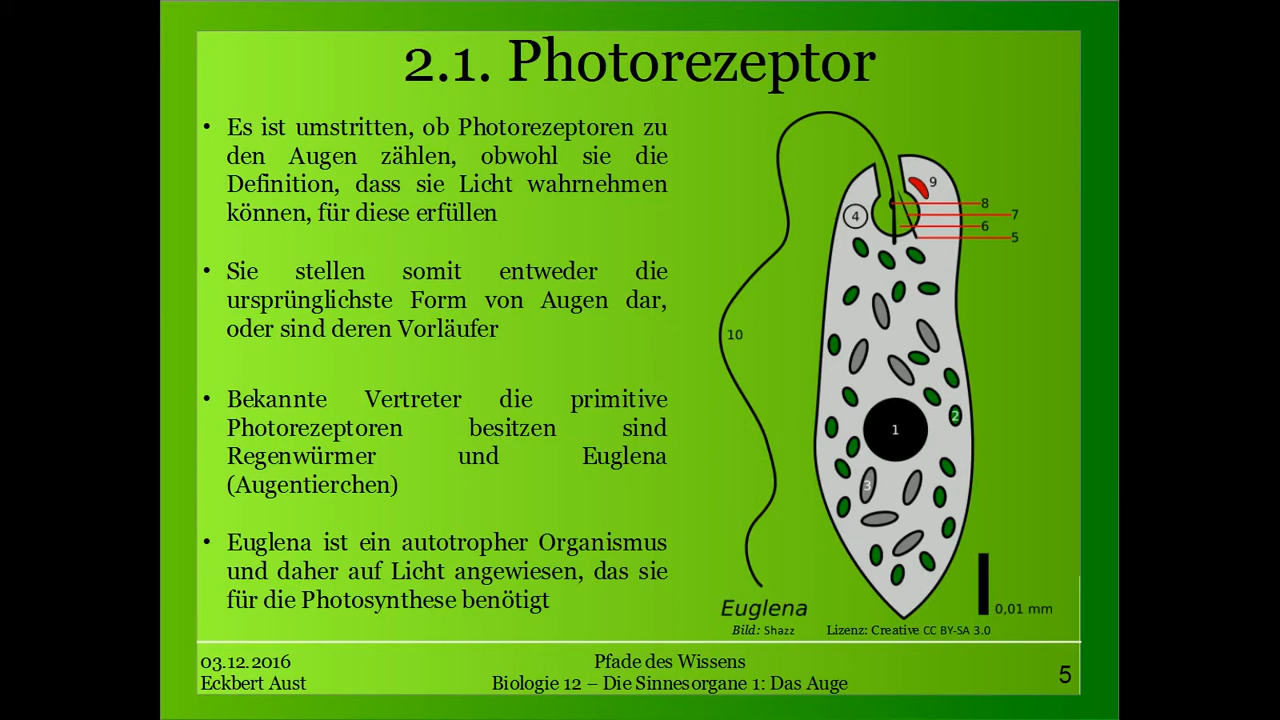 2.1. Photorezeptor
• Es ist umstritten, ob Photorezeptoren zu
den Augen zählen, obwohl sie die
Definition, dass sie Licht wahrnehmen
können, für diese erfüllen
• Sie stellen somit entweder die
ursprünglichste Form von Augen dar,
oder sind deren Vorläufer
• Bekannte Vertreter die primitive
Photorezeptoren besitzen sind
Regenwürmer und Euglena
(Augentierchen)
• Euglena ist ein autotropher Organismus
und daher auf Licht angewiesen, das sie
für die Photosynthese benötigt
9
8
4
7
6
5
10
2
1
3
0,01 mm
Euglena
Bild: Shazz Lizenz: Creative CC BY-SA 3.0
03.12.2016
Eckbert Aust
Pfade des Wissens
Biologie 12 – Die Sinnesorgane 1: Das Auge
5